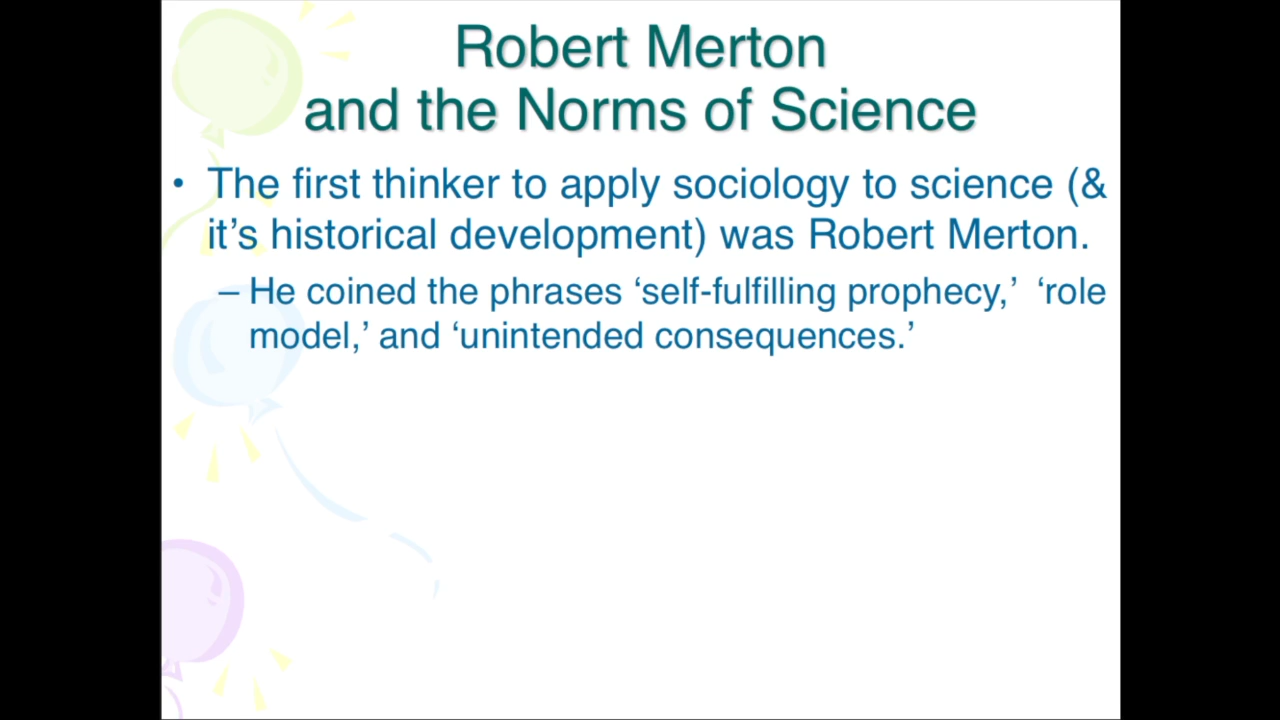 Robert Merton
and the Norms of Science
• The first thinker to apply sociology to science (&
it’s historical development) was Robert Merton.
– He coined the phrases ‘self-fulfilling prophecy,’ ‘role
model,’ and ‘unintended consequences.’